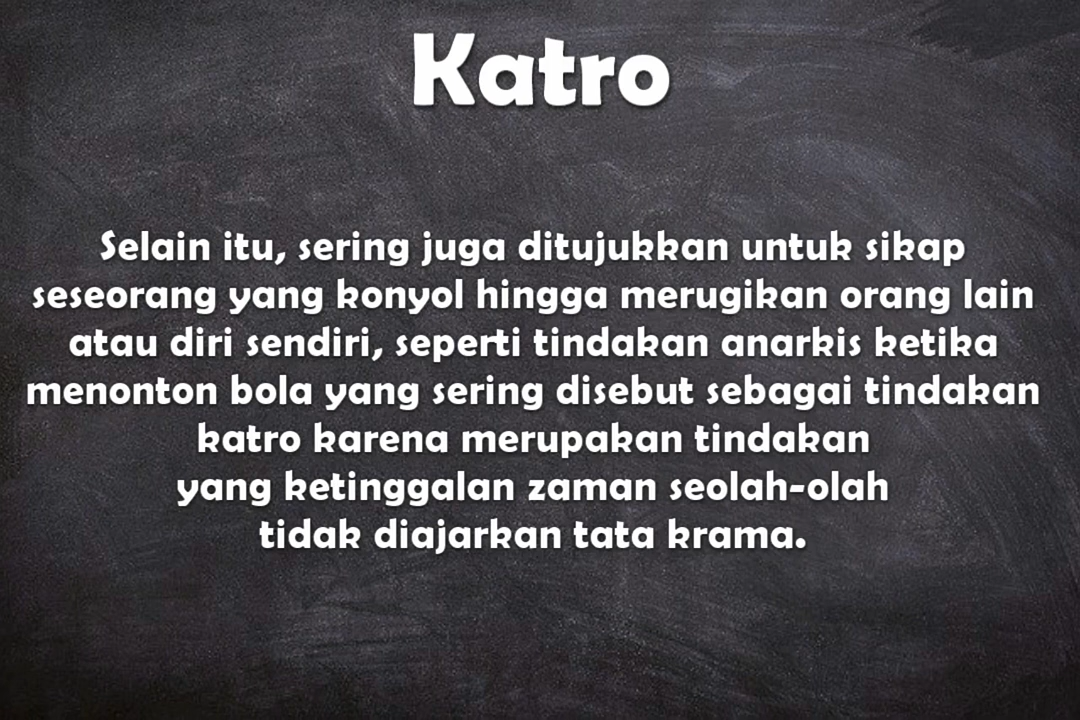 Katro
Selain itu, sering juga ditujukkan untuk sikap
seseorang yang konyol hingga merugikan orang lain
atau diri sendiri, seperti tindakan anarkis ketika
menonton bola yang sering disebut sebagai tindakan
katro karena merupakan tindakan
yang ketinggalan zaman seolah-olah
tidak diajarkan tata krama.